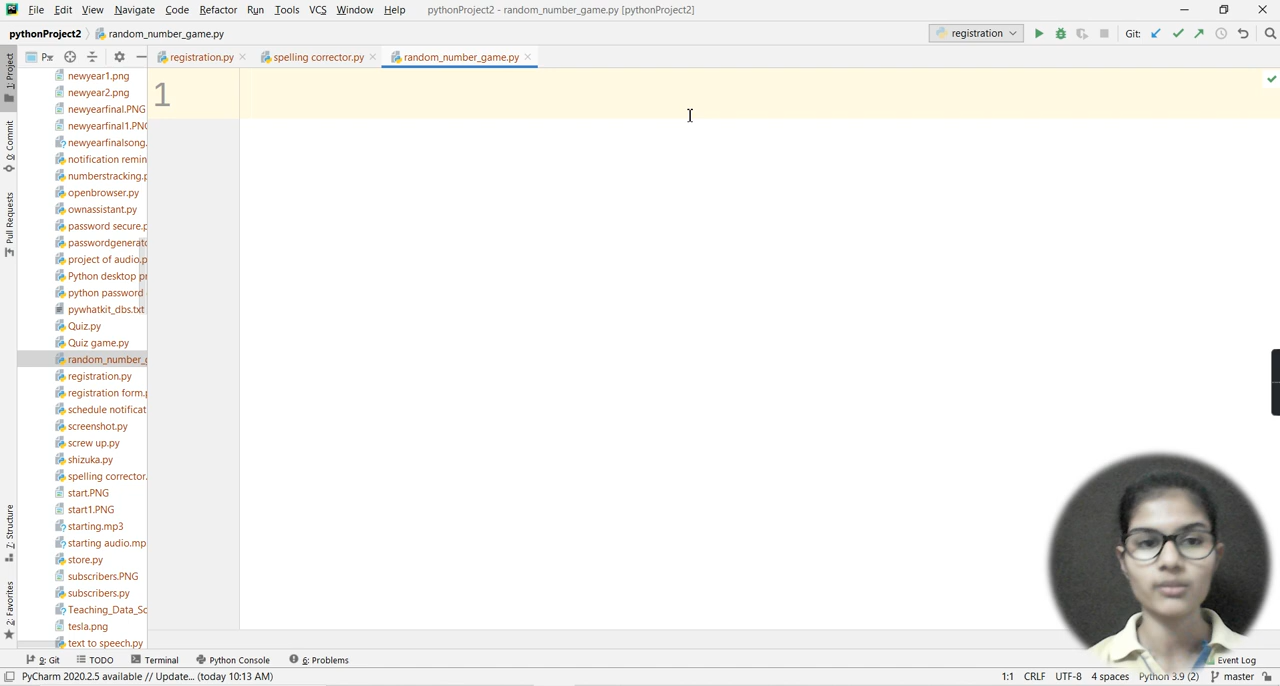 File Edit View Navigate Code Refactor Run Tools VCS Window Help pythonProject2 - random_number_game.py [pythonProject2]
pythonProject2 random_number_game.py registration Git:
registration.py spelling corrector.py random_number_game.py
1: Project
Commit
Pull Requests
Z: Structure
2: Favorites
newyear1.png
newyear2.png
newyearfinal.PNG
newyearfinal1.PNG
newyearfinalsong.
notification remin
numberstracking.p
openbrowser.py
ownassistant.py
password secure.p
passwordgenerato
project of audio.p
Python desktop pr
python password
pywhatkit_dbs.txt
Quiz.py
Quiz game.py
random_number_g
registration.py
registration form.p
schedule notificat
screenshot.py
screw up.py
shizuka.py
spelling corrector.
start.PNG
start1.PNG
starting.mp3
starting audio.mp
store.py
subscribers.PNG
subscribers.py
Teaching_Data_Sc
tesla.png
text to speech.py
1
9: Git TODO Terminal Python Console 6: Problems Event Log
PyCharm 2020.2.5 available // Update... (today 10:13 AM) 1:1 CRLF UTF-8 4 spaces Python 3.9 (2) master